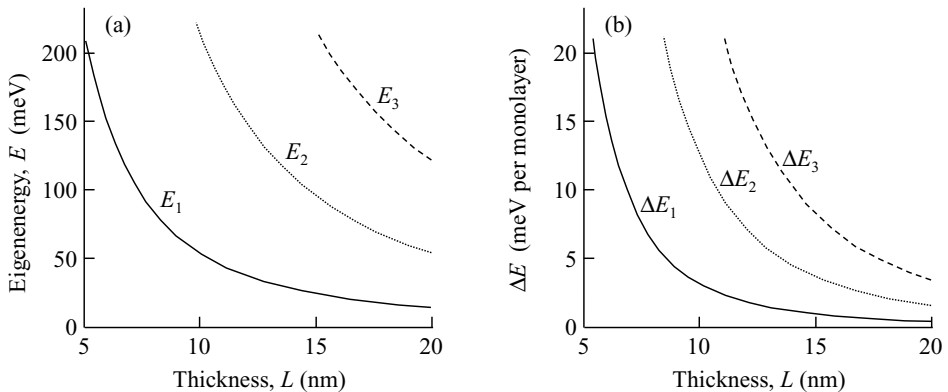 (a)
Eigenenergy, E (meV)
200
150
100
50
0
E1
E2
E3
5 10 15 20
Thickness, L (nm)
(b)
ΔE (meV per monolayer)
20
15
10
5
0
ΔE1
ΔE2
ΔE3
5 10 15 20
Thickness, L (nm)